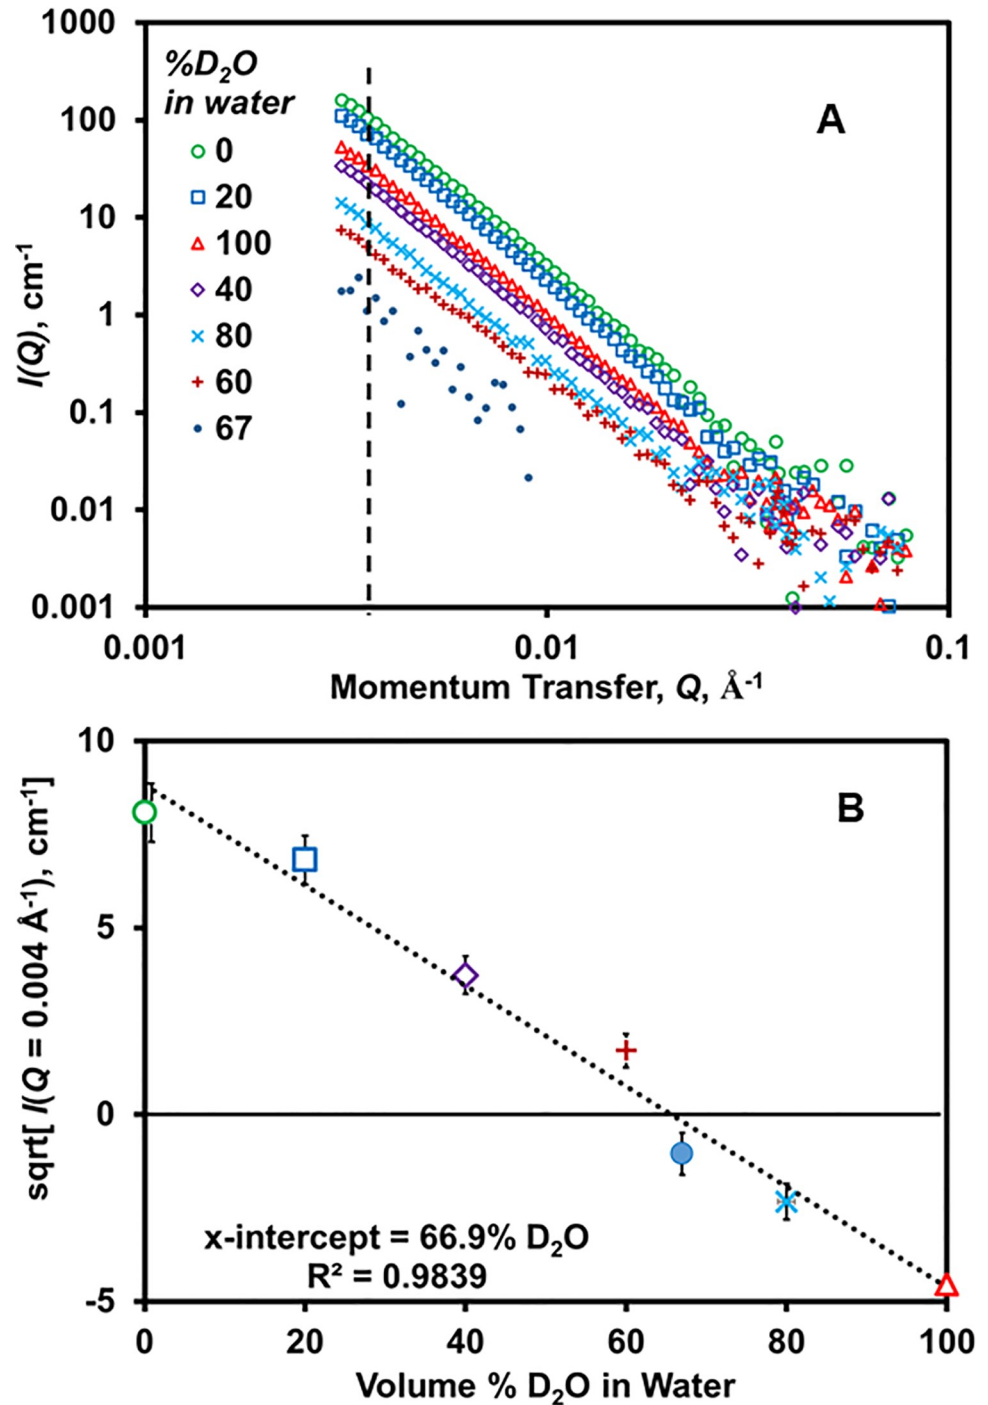 1000
100
10
1
0.1
0.01
0.001
I(Q), cm-1
%D2O
in water
0
20
100
40
80
60
67
A
0.001
0.01
0.1
Momentum Transfer, Q, Å-1
10
5
0
-5
sqrt[ I(Q = 0.004 Å-1), cm-1]
B
x-intercept = 66.9% D2O
R² = 0.9839
0
20
40
60
80
100
Volume % D2O in Water